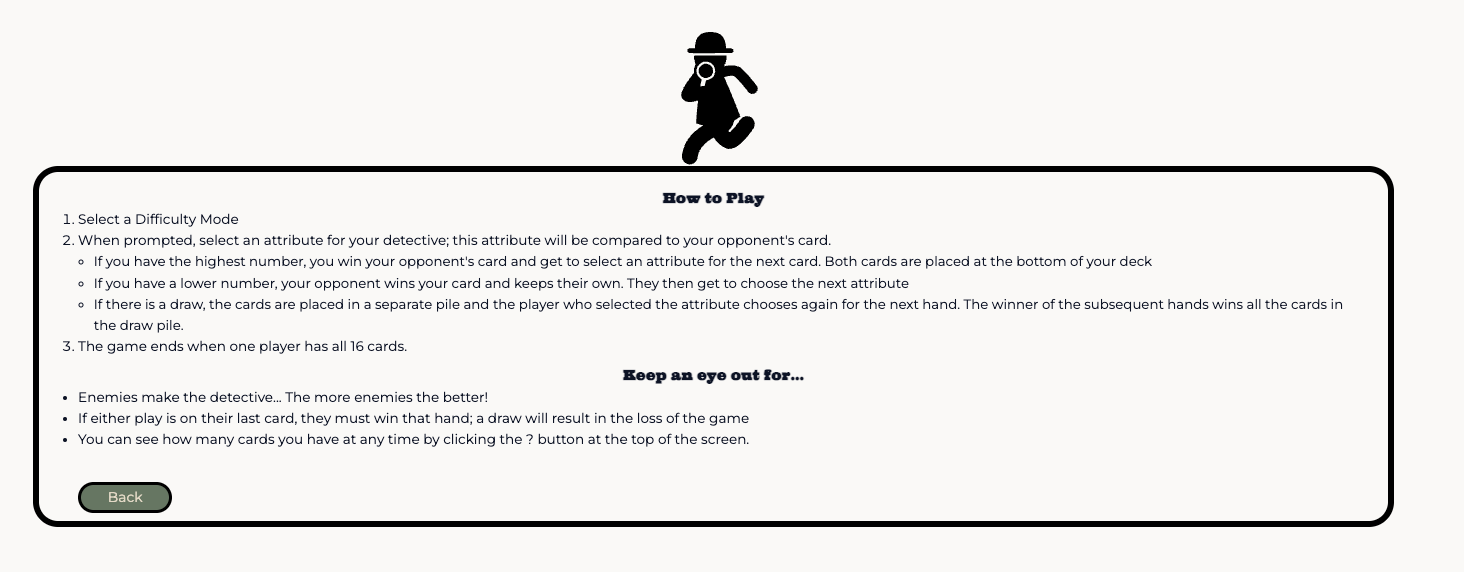 How to Play
1. Select a Difficulty Mode
2. When prompted, select an attribute for your detective; this attribute will be compared to your opponent's card.
◦ If you have the highest number, you win your opponent's card and get to select an attribute for the next card. Both cards are placed at the bottom of your deck
◦ If you have a lower number, your opponent wins your card and keeps their own. They then get to choose the next attribute
◦ If there is a draw, the cards are placed in a separate pile and the player who selected the attribute chooses again for the next hand. The winner of the subsequent hands wins all the cards in
the draw pile.
3. The game ends when one player has all 16 cards.
Keep an eye out for...
• Enemies make the detective... The more enemies the better!
• If either play is on their last card, they must win that hand; a draw will result in the loss of the game
• You can see how many cards you have at any time by clicking the ? button at the top of the screen.
Back